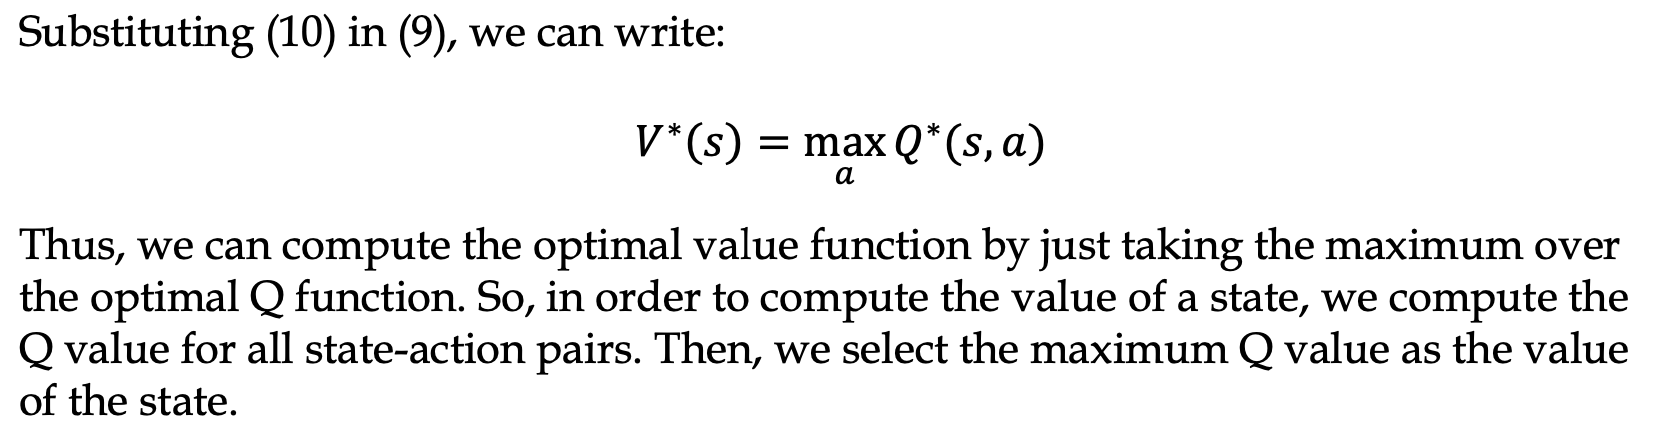 Substituting (10) in (9), we can write:
V*(s) = max Q*(s, a)
a
Thus, we can compute the optimal value function by just taking the maximum over
the optimal Q function. So, in order to compute the value of a state, we compute the
Q value for all state-action pairs. Then, we select the maximum Q value as the value
of the state.